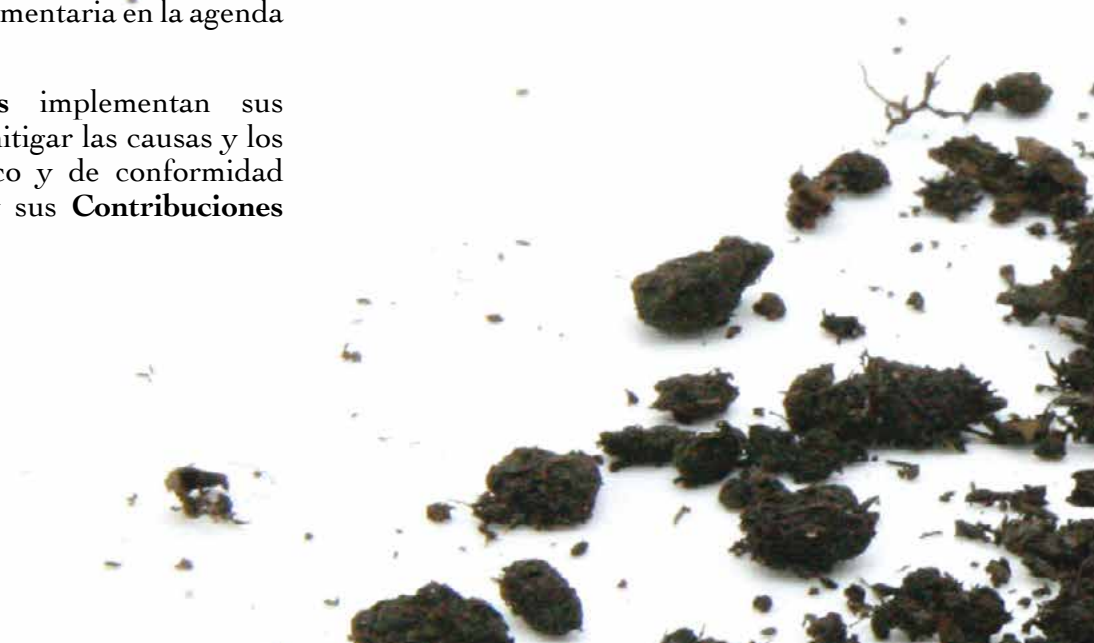 mentaria en la agenda
s implementan sus
itigar las causas y los
co y de conformidad
sus Contribuciones